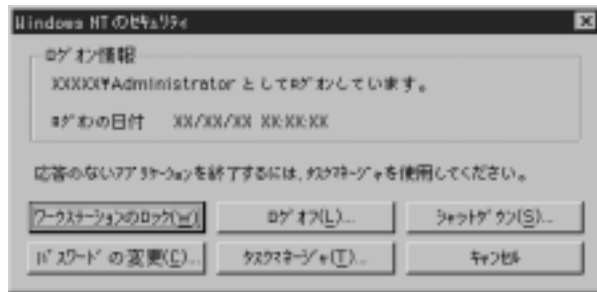 Windows NT のセキュリティ
ログオン情報
XXXXX¥Administrator としてログオンしています。
ログオンの日付 XX/XX/XX XX:XX:XX
応答のないアプリケーションを終了するには、タスクマネージャを使用してください。
ワークステーションのロック(W)
ログオフ(L)...
シャットダウン(S)...
パスワードの変更(C)...
タスクマネージャ(T)...
キャンセル